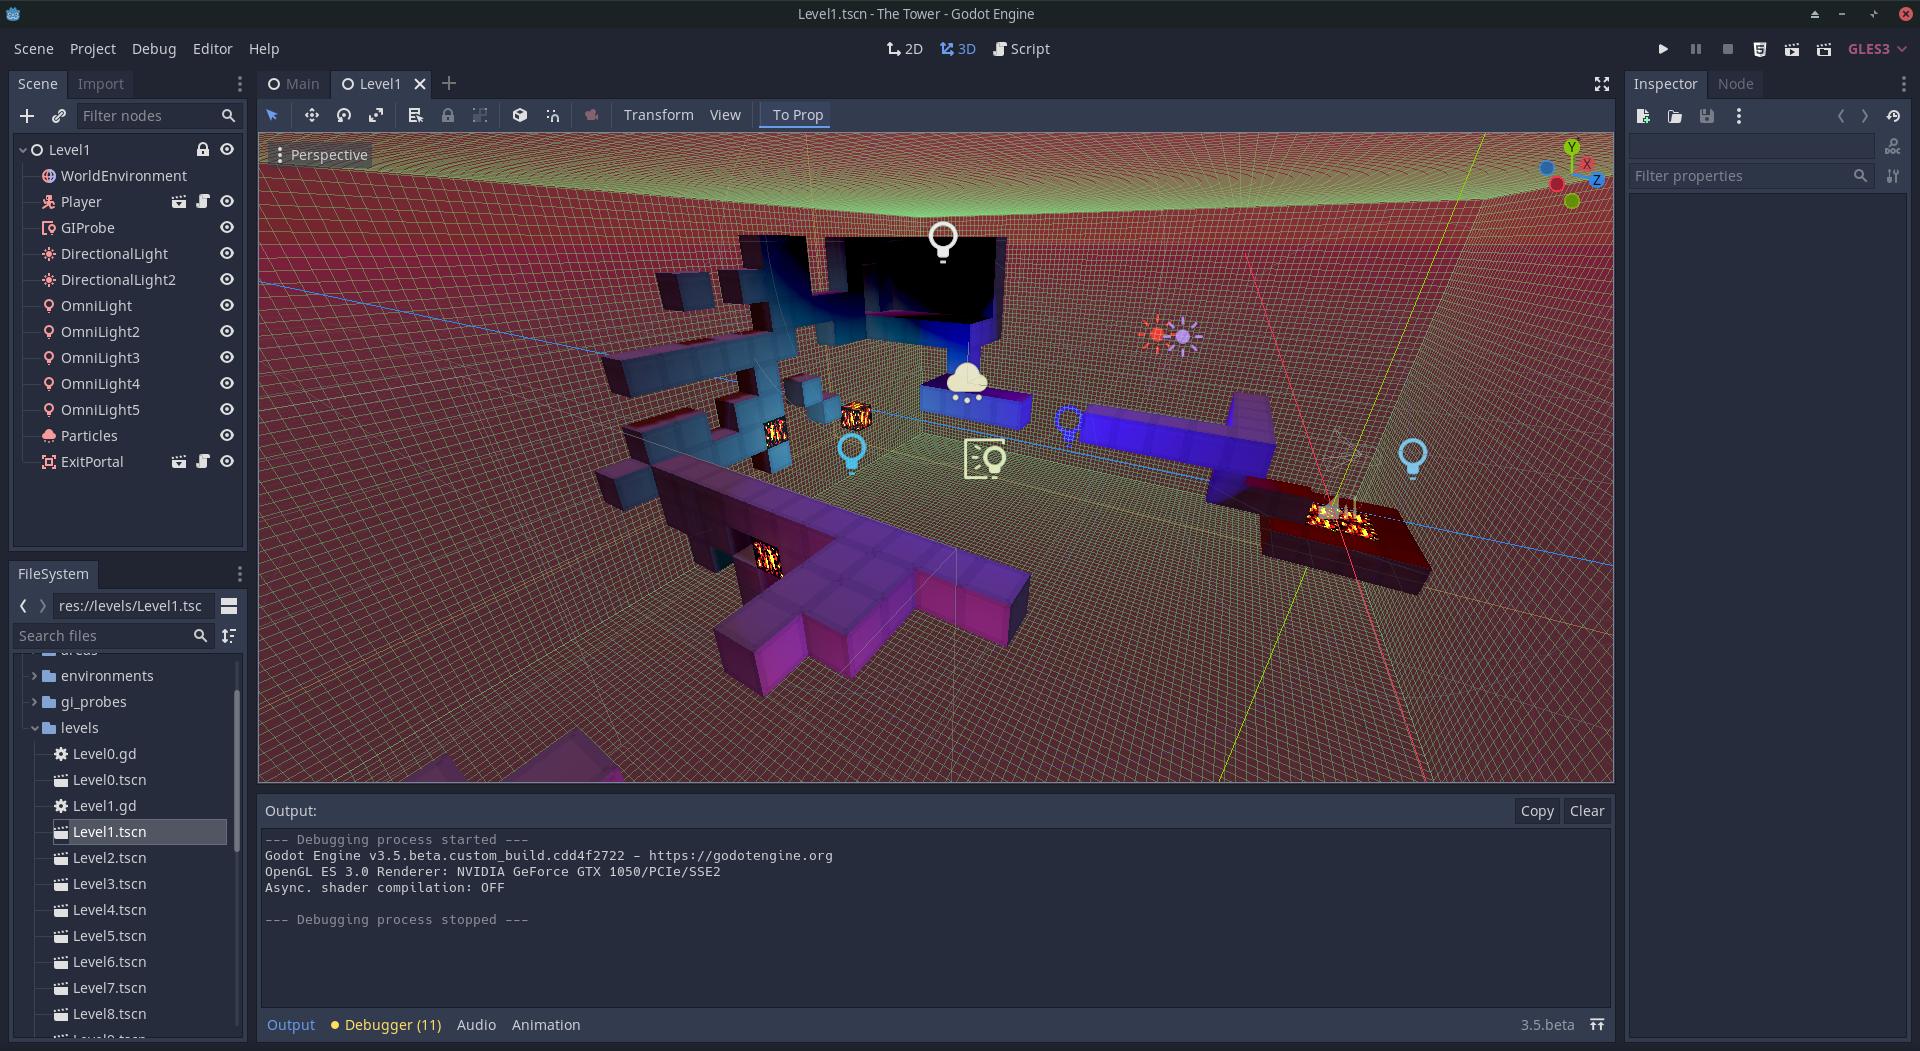 Level1.tscn - The Tower - Godot Engine
Scene Project Debug Editor Help
2D 3D Script
GLES3
Scene Import
Filter nodes
Level1
WorldEnvironment
Player
GIProbe
DirectionalLight
DirectionalLight2
OmniLight
OmniLight2
OmniLight3
OmniLight4
OmniLight5
Particles
ExitPortal
FileSystem
res://levels/Level1.tsc
Search files
environments
gi_probes
levels
Level0.gd
Level0.tscn
Level1.gd
Level1.tscn
Level2.tscn
Level3.tscn
Level4.tscn
Level5.tscn
Level6.tscn
Level7.tscn
Level8.tscn
Main Level1
Transform View To Prop
Perspective
Y
X
Z
Output:
Copy Clear
--- Debugging process started ---
Godot Engine v3.5.beta.custom_build.cdd4f2722 - https://godotengine.org
OpenGL ES 3.0 Renderer: NVIDIA GeForce GTX 1050/PCIe/SSE2
Async. shader compilation: OFF
--- Debugging process stopped ---
Output Debugger (11) Audio Animation
3.5.beta
Inspector Node
DOC
Filter properties